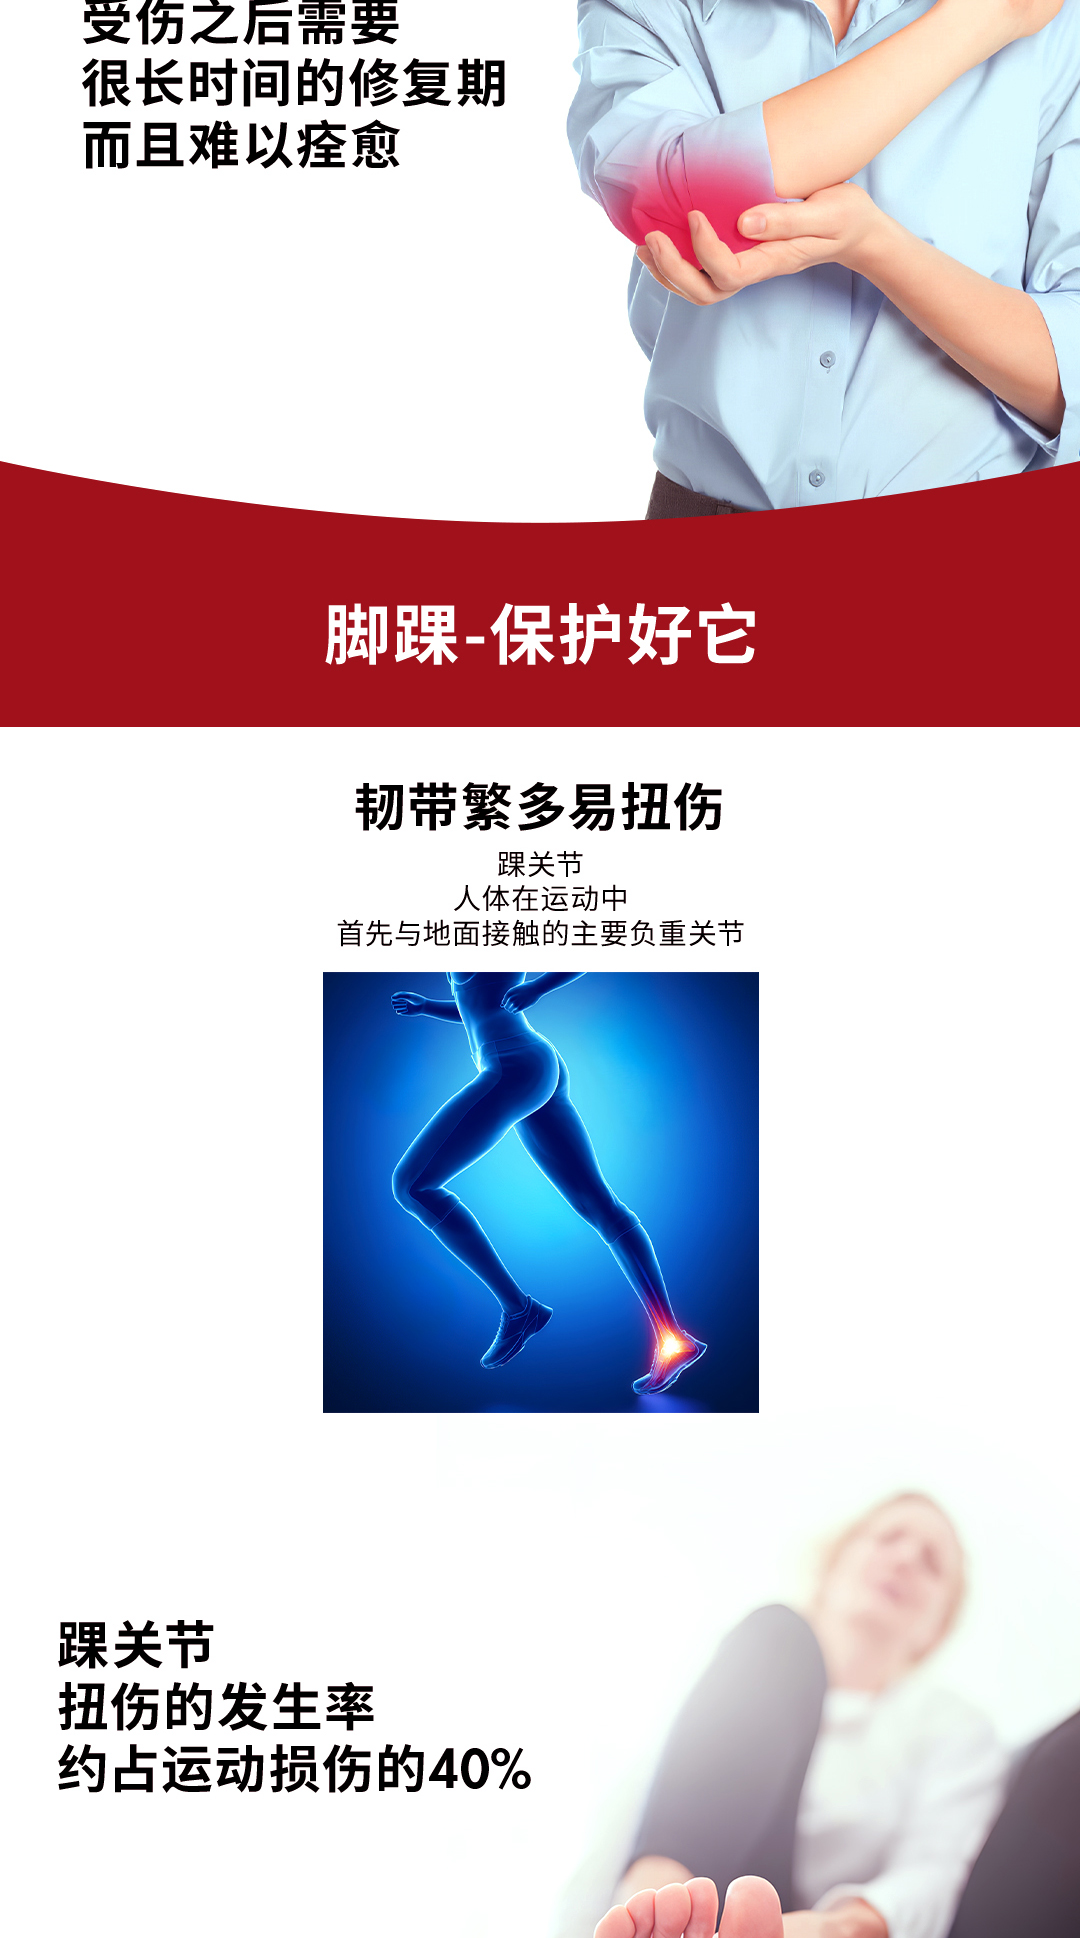 受伤之后需要
很长时间的修复期
而且难以痊愈
脚踝-保护好它
韧带繁多易扭伤
踝关节
人体在运动中
首先与地面接触的主要负重关节
踝关节
扭伤的发生率
约占运动损伤的40%